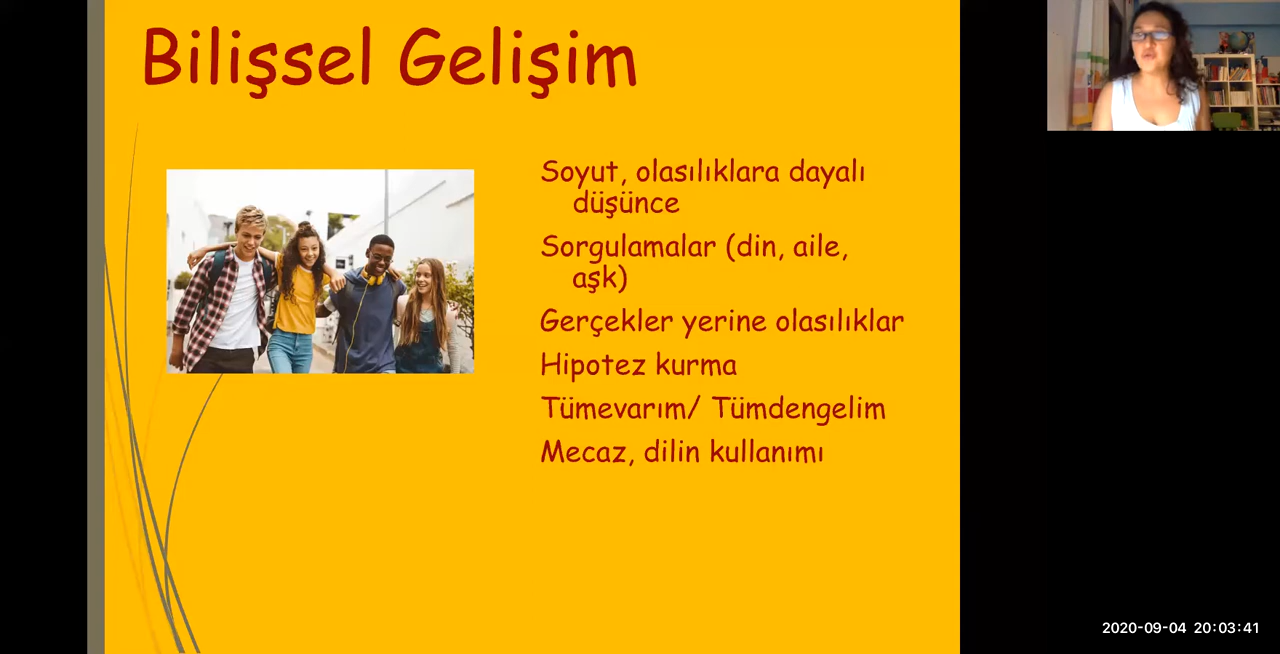 Bilişsel Gelişim
Soyut, olasılıklara dayalı
düşünce
Sorgulamalar (din, aile,
aşk)
Gerçekler yerine olasılıklar
Hipotez kurma
Tümevarım/ Tümdengelim
Mecaz, dilin kullanımı
2020-09-04 20:03:41